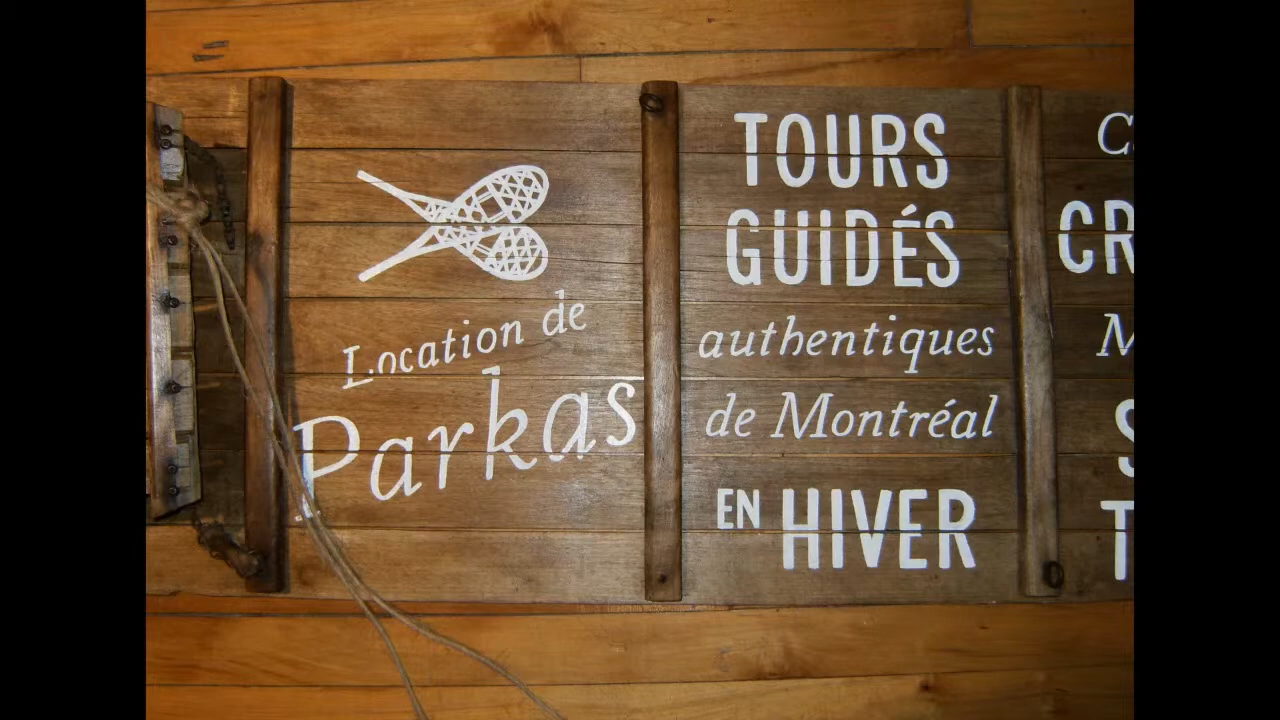 Location de
Parkas
TOURS
GUIDÉS
authentiques
de Montréal
EN HIVER